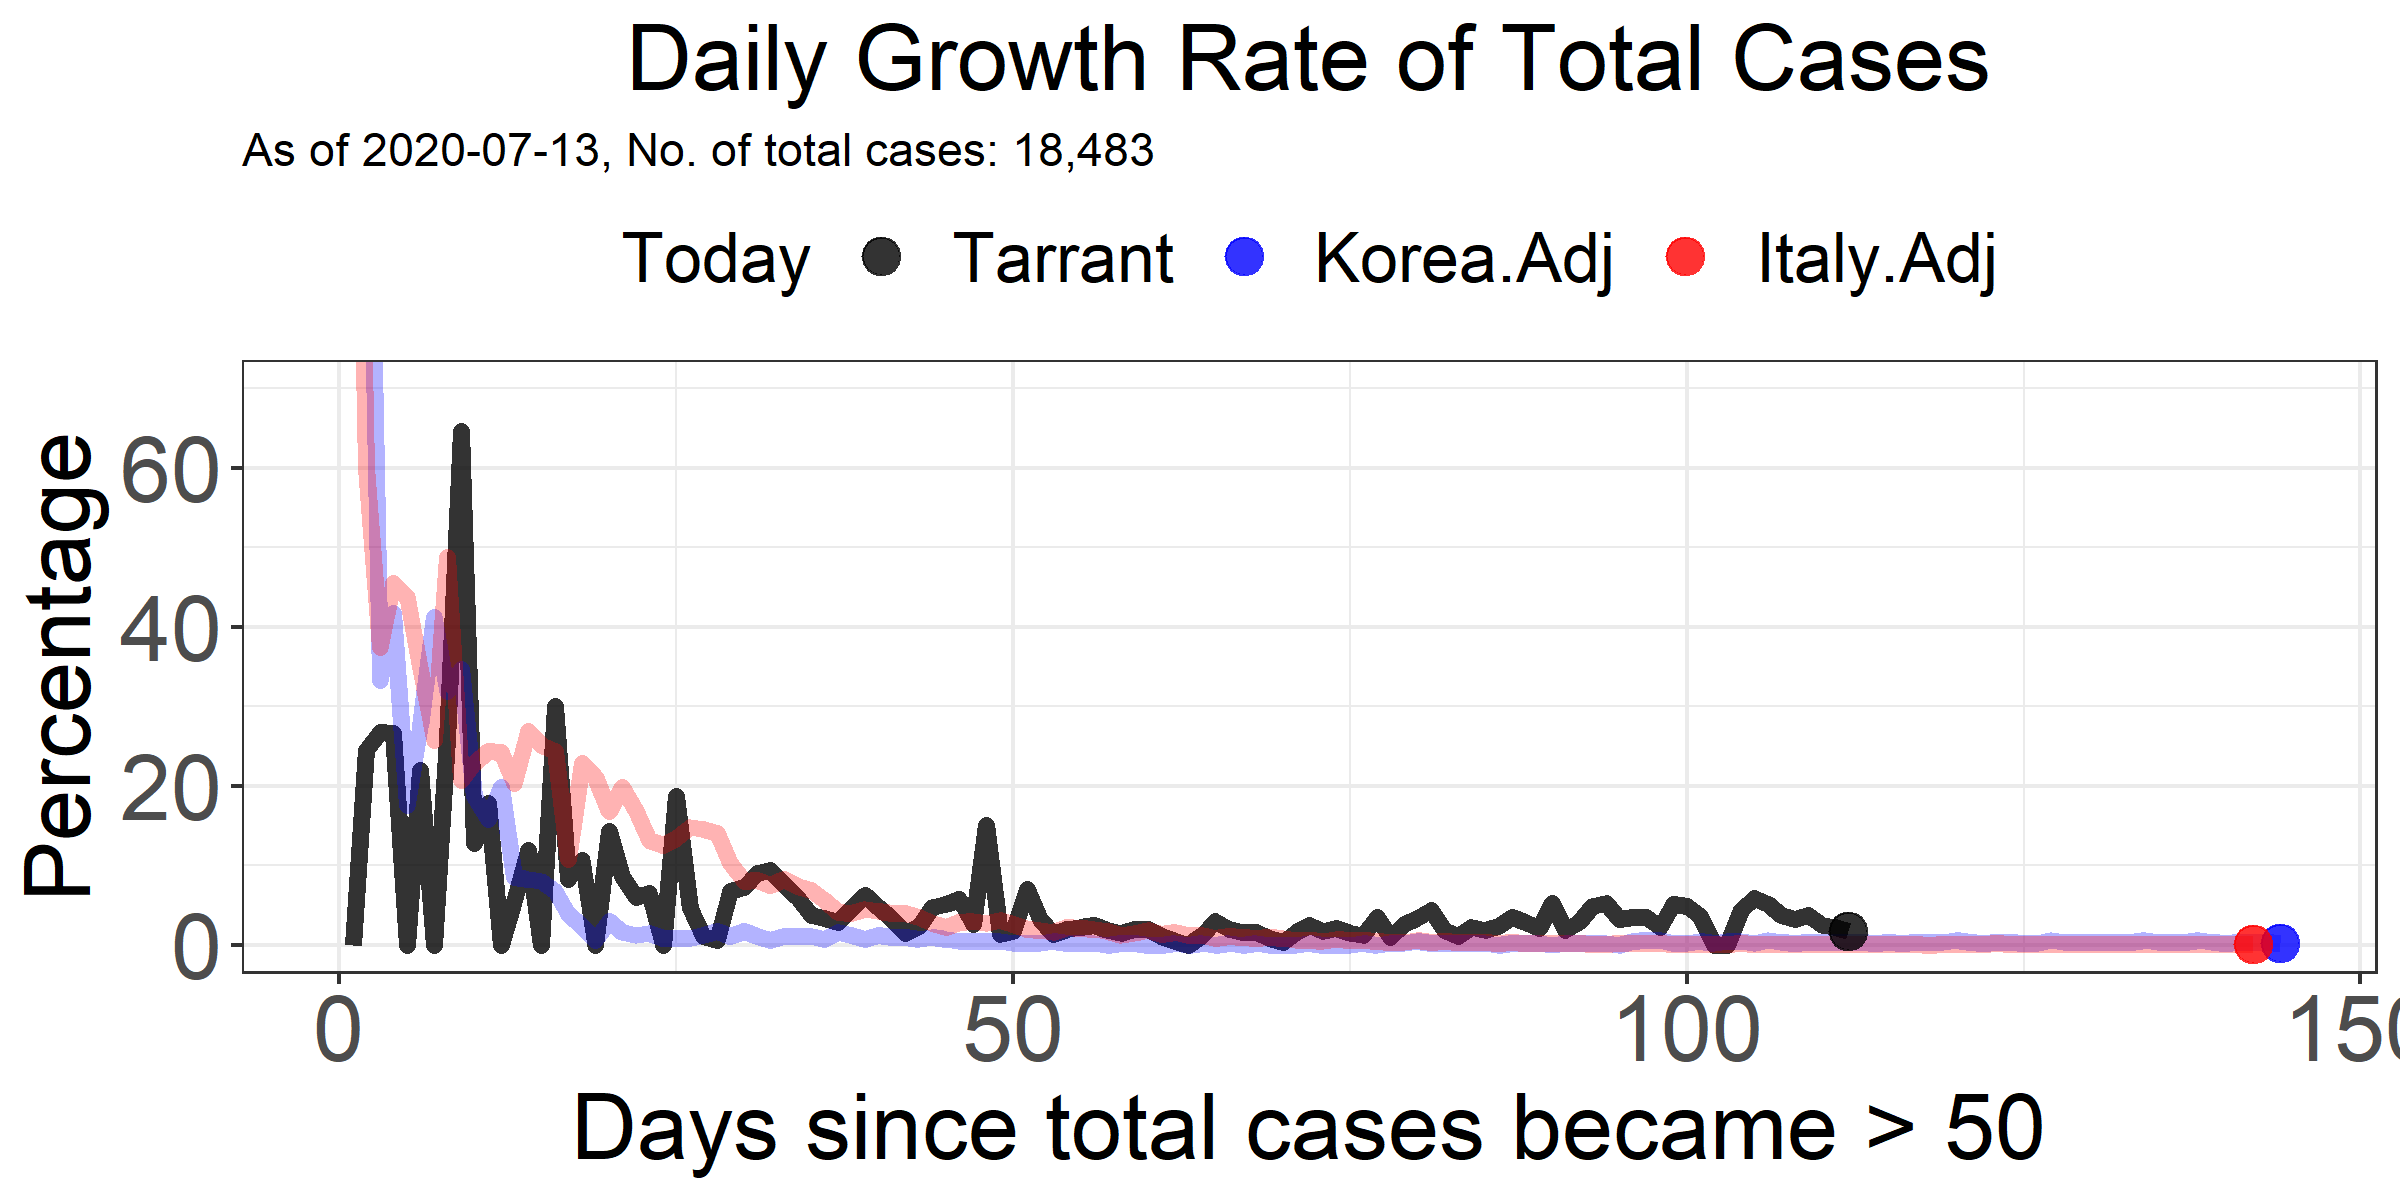 Daily Growth Rate of Total Cases
As of 2020-07-13, No. of total cases: 18,483
Today Tarrant Korea.Adj Italy.Adj
Percentage
60
40
20
0
0 50 100 150
Days since total cases became > 50